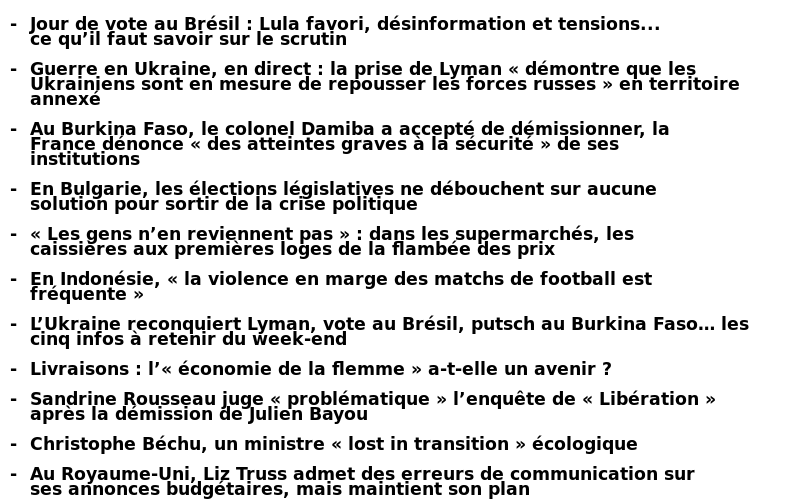 - Jour de vote au Brésil : Lula favori, désinformation et tensions...
ce qu’il faut savoir sur le scrutin
- Guerre en Ukraine, en direct : la prise de Lyman « démontre que les
Ukrainiens sont en mesure de repousser les forces russes » en territoire
annexé
- Au Burkina Faso, le colonel Damiba a accepté de démissionner, la
France dénonce « des atteintes graves à la sécurité » de ses
institutions
- En Bulgarie, les élections législatives ne débouchent sur aucune
solution pour sortir de la crise politique
- « Les gens n’en reviennent pas » : dans les supermarchés, les
caissières aux premières loges de la flambée des prix
- En Indonésie, « la violence en marge des matchs de football est
fréquente »
- L’Ukraine reconquiert Lyman, vote au Brésil, putsch au Burkina Faso… les
cinq infos à retenir du week-end
- Livraisons : l’« économie de la flemme » a-t-elle un avenir ?
- Sandrine Rousseau juge « problématique » l’enquête de « Libération »
après la démission de Julien Bayou
- Christophe Béchu, un ministre « lost in transition » écologique
- Au Royaume-Uni, Liz Truss admet des erreurs de communication sur
ses annonces budgétaires, mais maintient son plan